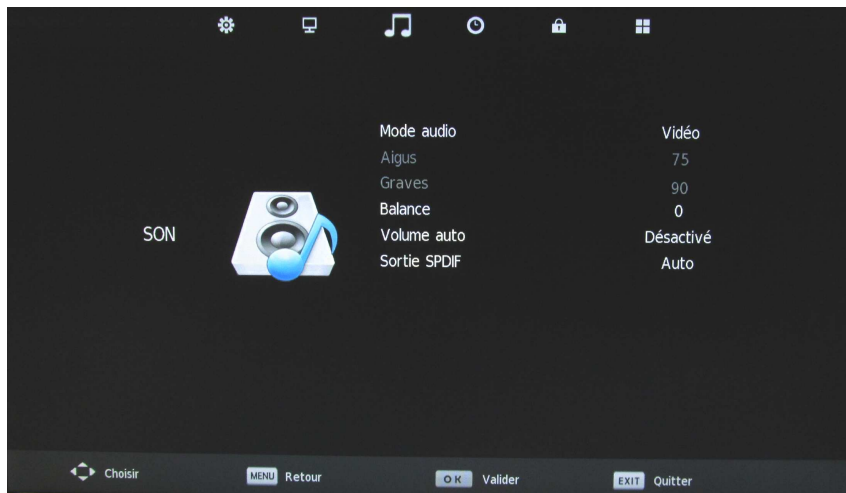 Mode audio Vidéo
Aigus 75
Graves 90
Balance 0
SON
Volume auto Désactivé
Sortie SPDIF Auto
Choisir MENU Retour OK Valider EXIT Quitter